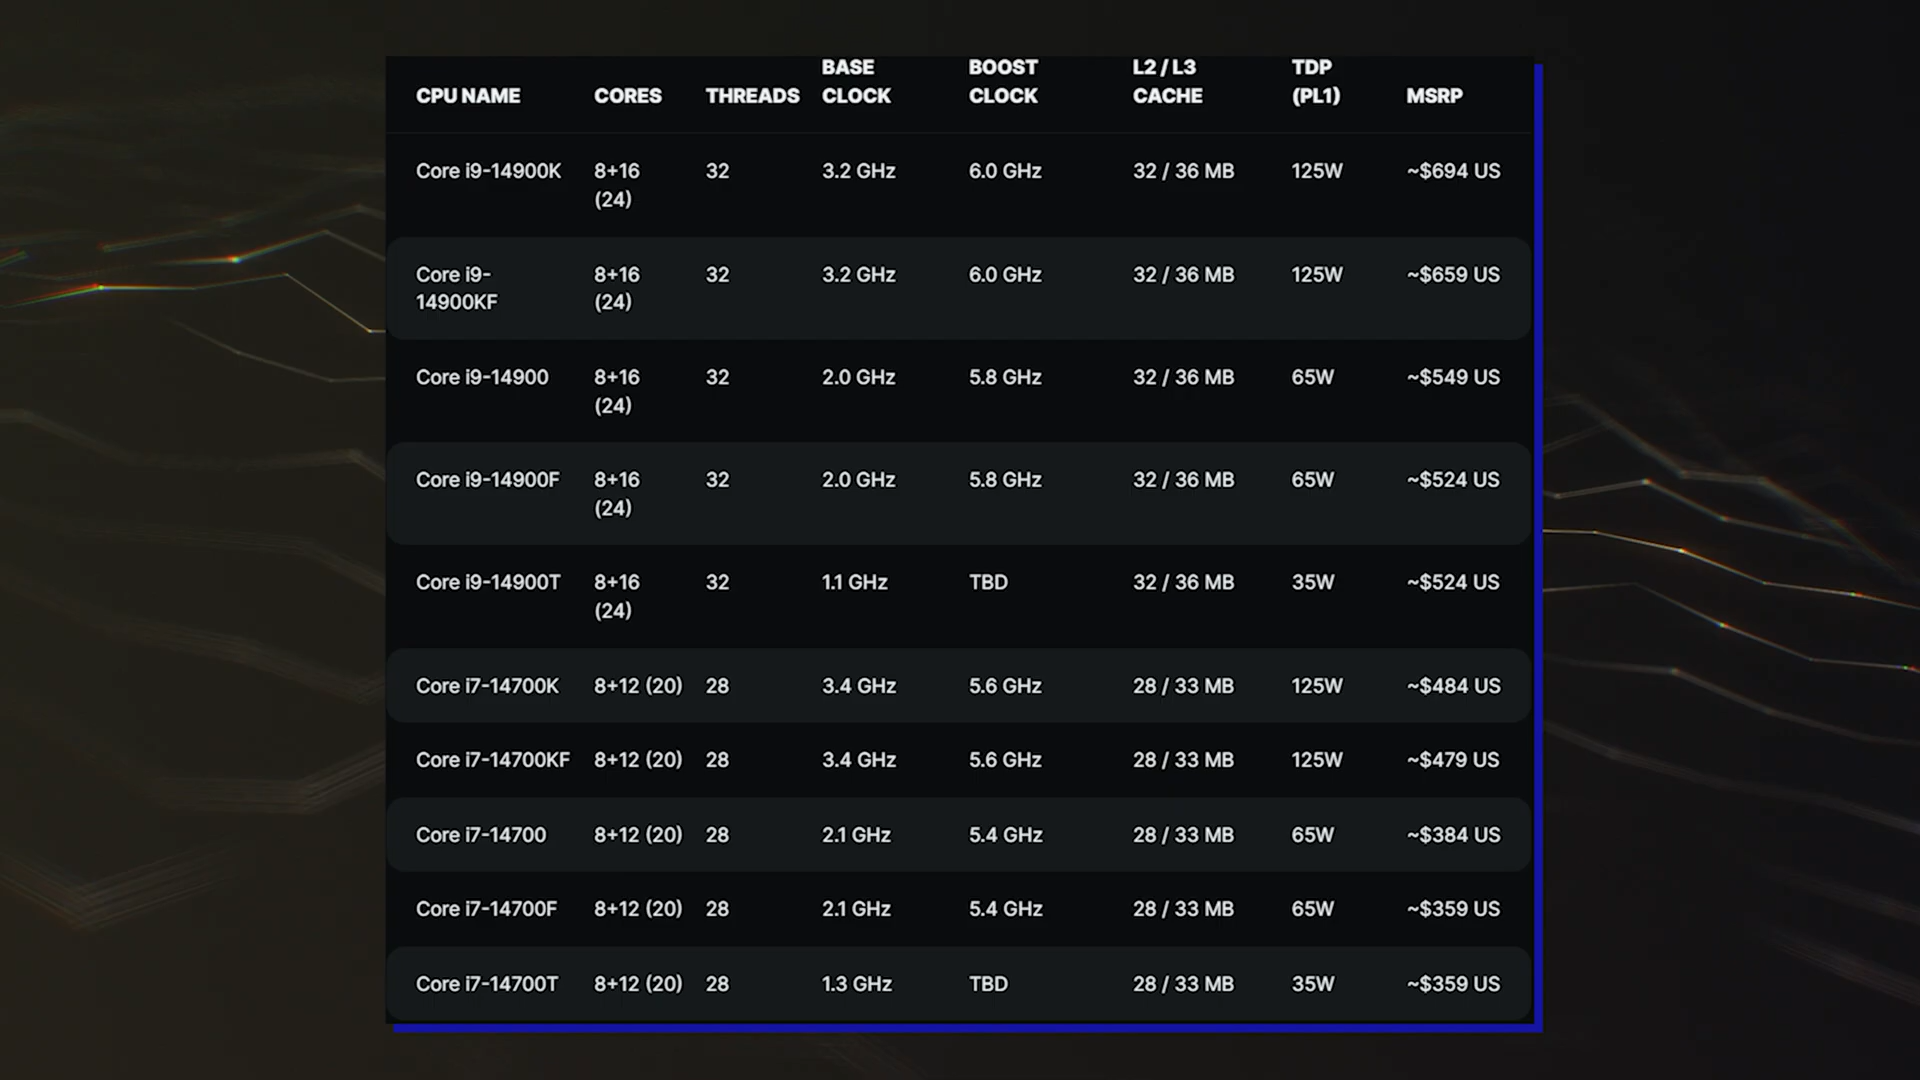 CPU NAME CORES THREADS BASE CLOCK BOOST CLOCK L2 / L3 CACHE TDP (PL1) MSRP
Core i9-14900K 8+16 (24) 32 3.2 GHz 6.0 GHz 32 / 36 MB 125W ~$694 US
Core i9-14900KF 8+16 (24) 32 3.2 GHz 6.0 GHz 32 / 36 MB 125W ~$659 US
Core i9-14900 8+16 (24) 32 2.0 GHz 5.8 GHz 32 / 36 MB 65W ~$549 US
Core i9-14900F 8+16 (24) 32 2.0 GHz 5.8 GHz 32 / 36 MB 65W ~$524 US
Core i9-14900T 8+16 (24) 32 1.1 GHz TBD 32 / 36 MB 35W ~$524 US
Core i7-14700K 8+12 (20) 28 3.4 GHz 5.6 GHz 28 / 33 MB 125W ~$484 US
Core i7-14700KF 8+12 (20) 28 3.4 GHz 5.6 GHz 28 / 33 MB 125W ~$479 US
Core i7-14700 8+12 (20) 28 2.1 GHz 5.4 GHz 28 / 33 MB 65W ~$384 US
Core i7-14700F 8+12 (20) 28 2.1 GHz 5.4 GHz 28 / 33 MB 65W ~$359 US
Core i7-14700T 8+12 (20) 28 1.3 GHz TBD 28 / 33 MB 35W ~$359 US